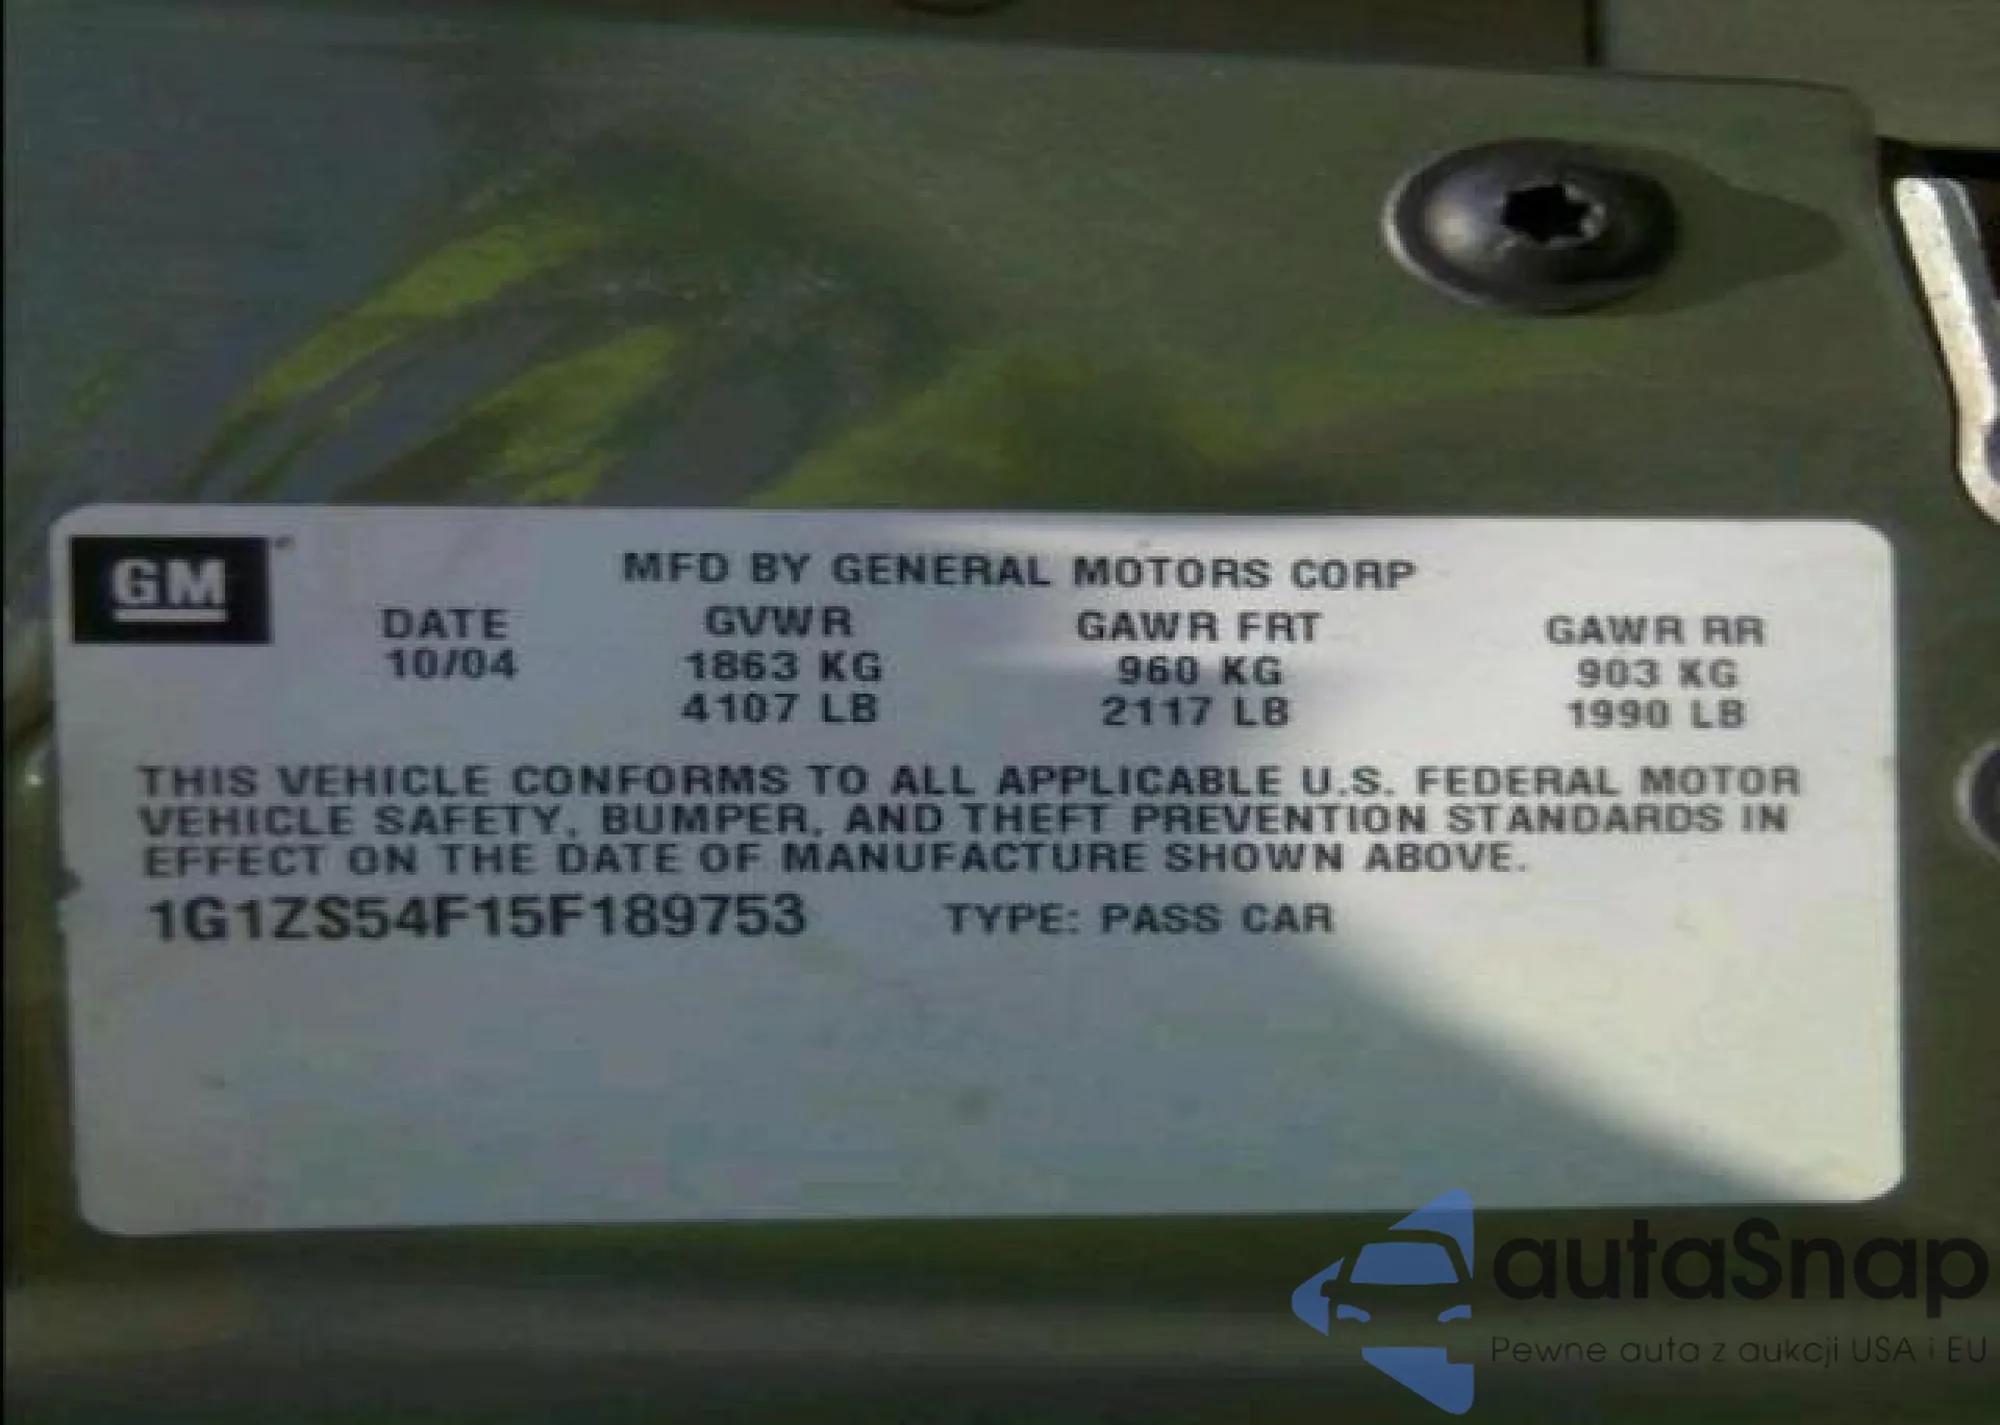 GM
MFD BY GENERAL MOTORS CORP
DATE GVWR GAWR FRT GAWR RR
10/04 1863 KG 960 KG 903 KG
4107 LB 2117 LB 1990 LB
THIS VEHICLE CONFORMS TO ALL APPLICABLE U.S. FEDERAL MOTOR
VEHICLE SAFETY, BUMPER, AND THEFT PREVENTION STANDARDS IN
EFFECT ON THE DATE OF MANUFACTURE SHOWN ABOVE.
1G1ZS54F15F189753 TYPE: PASS CAR
autaSnap
Pewne auta z aukcji USA i EU